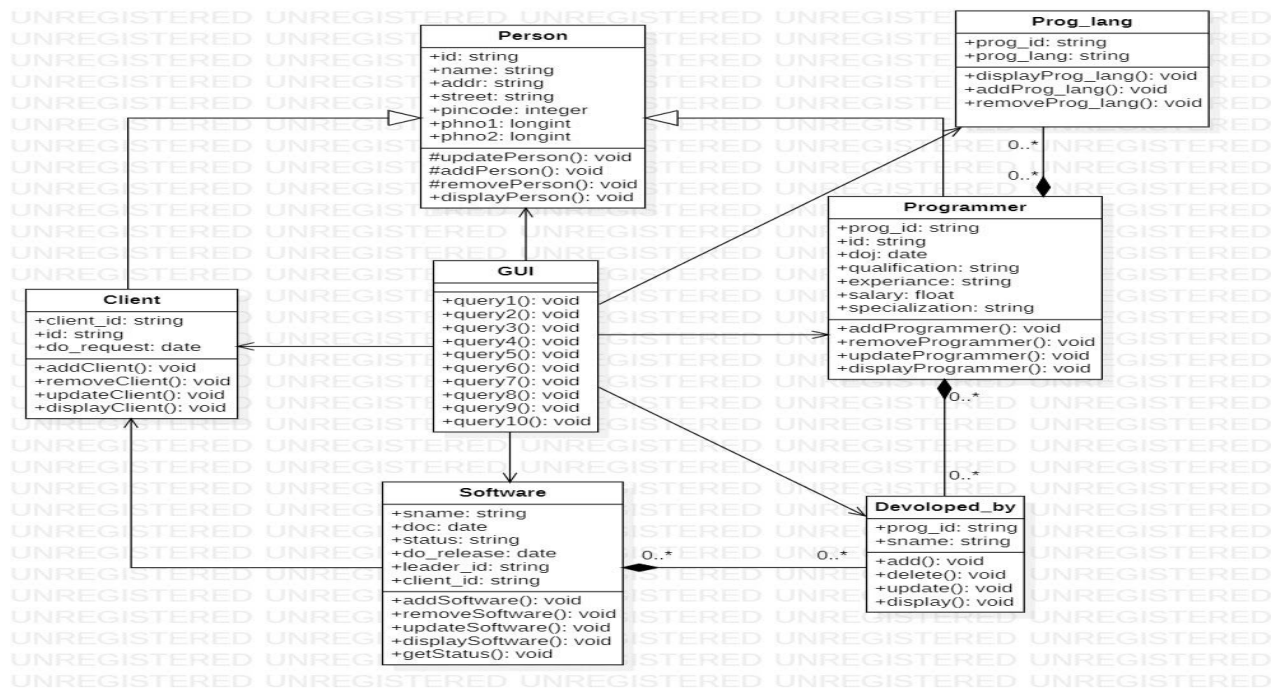 Person
+id: string
+name: string
+addr: string
+street: string
+pincode: integer
+phno1: longint
+phno2: longint
#updatePerson(): void
#addPerson(): void
#removePerson(): void
+displayPerson(): void
Prog_lang
+prog_id: string
+prog_lang: string
+displayProg_lang(): void
+addProg_lang(): void
+removeProg_lang(): void
0..*
0..*
Programmer
+prog_id: string
+id: string
+doj: date
+qualification: string
+experiance: string
+salary: float
+specialization: string
+addProgrammer(): void
+removeProgrammer(): void
+updateProgrammer(): void
+displayProgrammer(): void
0..*
0..*
GUI
+query1(): void
+query2(): void
+query3(): void
+query4(): void
+query5(): void
+query6(): void
+query7(): void
+query8(): void
+query9(): void
+query10(): void
Client
+client_id: string
+id: string
+do_request: date
+addClient(): void
+removeClient(): void
+updateClient(): void
+displayClient(): void
Software
+sname: string
+doc: date
+status: string
+do_release: date
+leader_id: string
+client_id: string
+addSoftware(): void
+removeSoftware(): void
+updateSoftware(): void
+displaySoftware(): void
+getStatus(): void
0..*
0..*
Devoloped_by
+prog_id: string
+sname: string
+add(): void
+delete(): void
+update(): void
+display(): void
UNREGISTERED UNREGISTERED UNREGISTERED UNREGISTERED UNREGISTERED